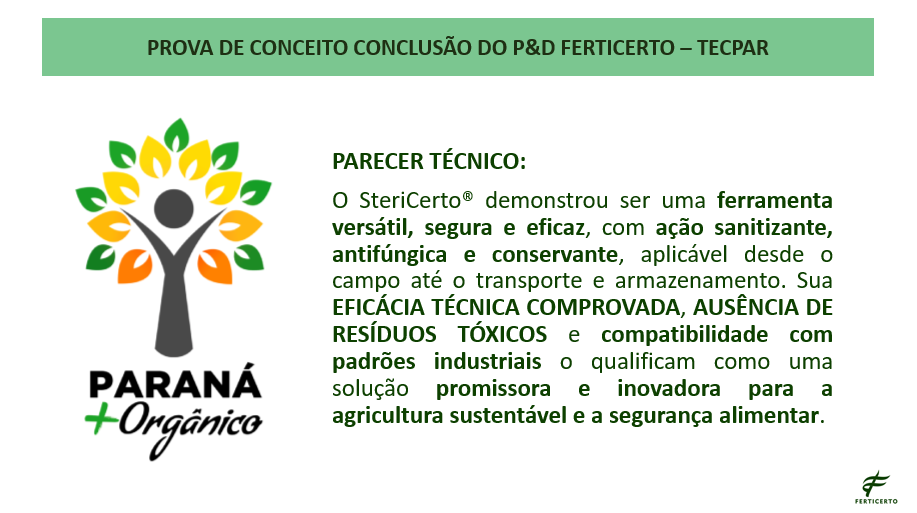 PROVA DE CONCEITO CONCLUSÃO DO P&D FERTICERTO – TECPAR
PARECER TÉCNICO:
O SteriCerto® demonstrou ser uma ferramenta
versátil, segura e eficaz, com ação sanitizante,
antifúngica e conservante, aplicável desde o
campo até o transporte e armazenamento. Sua
EFICÁCIA TÉCNICA COMPROVADA, AUSÊNCIA DE
RESÍDUOS TÓXICOS e compatibilidade com
padrões industriais o qualificam como uma
solução promissora e inovadora para a
agricultura sustentável e a segurança alimentar.
PARANÁ
+Orgânico
FERTICERTO